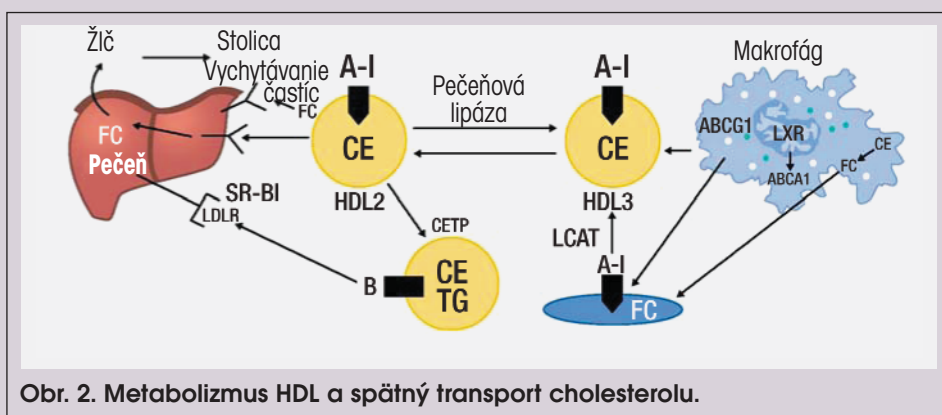 Žlč
Stolica
Vychytávanie
častíc
FC
A-I
CE
HDL2
Pečeňová
lipáza
A-I
CE
HDL3
Makrofág
ABCG1
LXR
ABCA1
CE
FC
FC
Pečeň
SR-BI
LDLR
CETP
B
CE
TG
LCAT
A-I
FC
Obr. 2. Metabolizmus HDL a spätný transport cholesterolu.